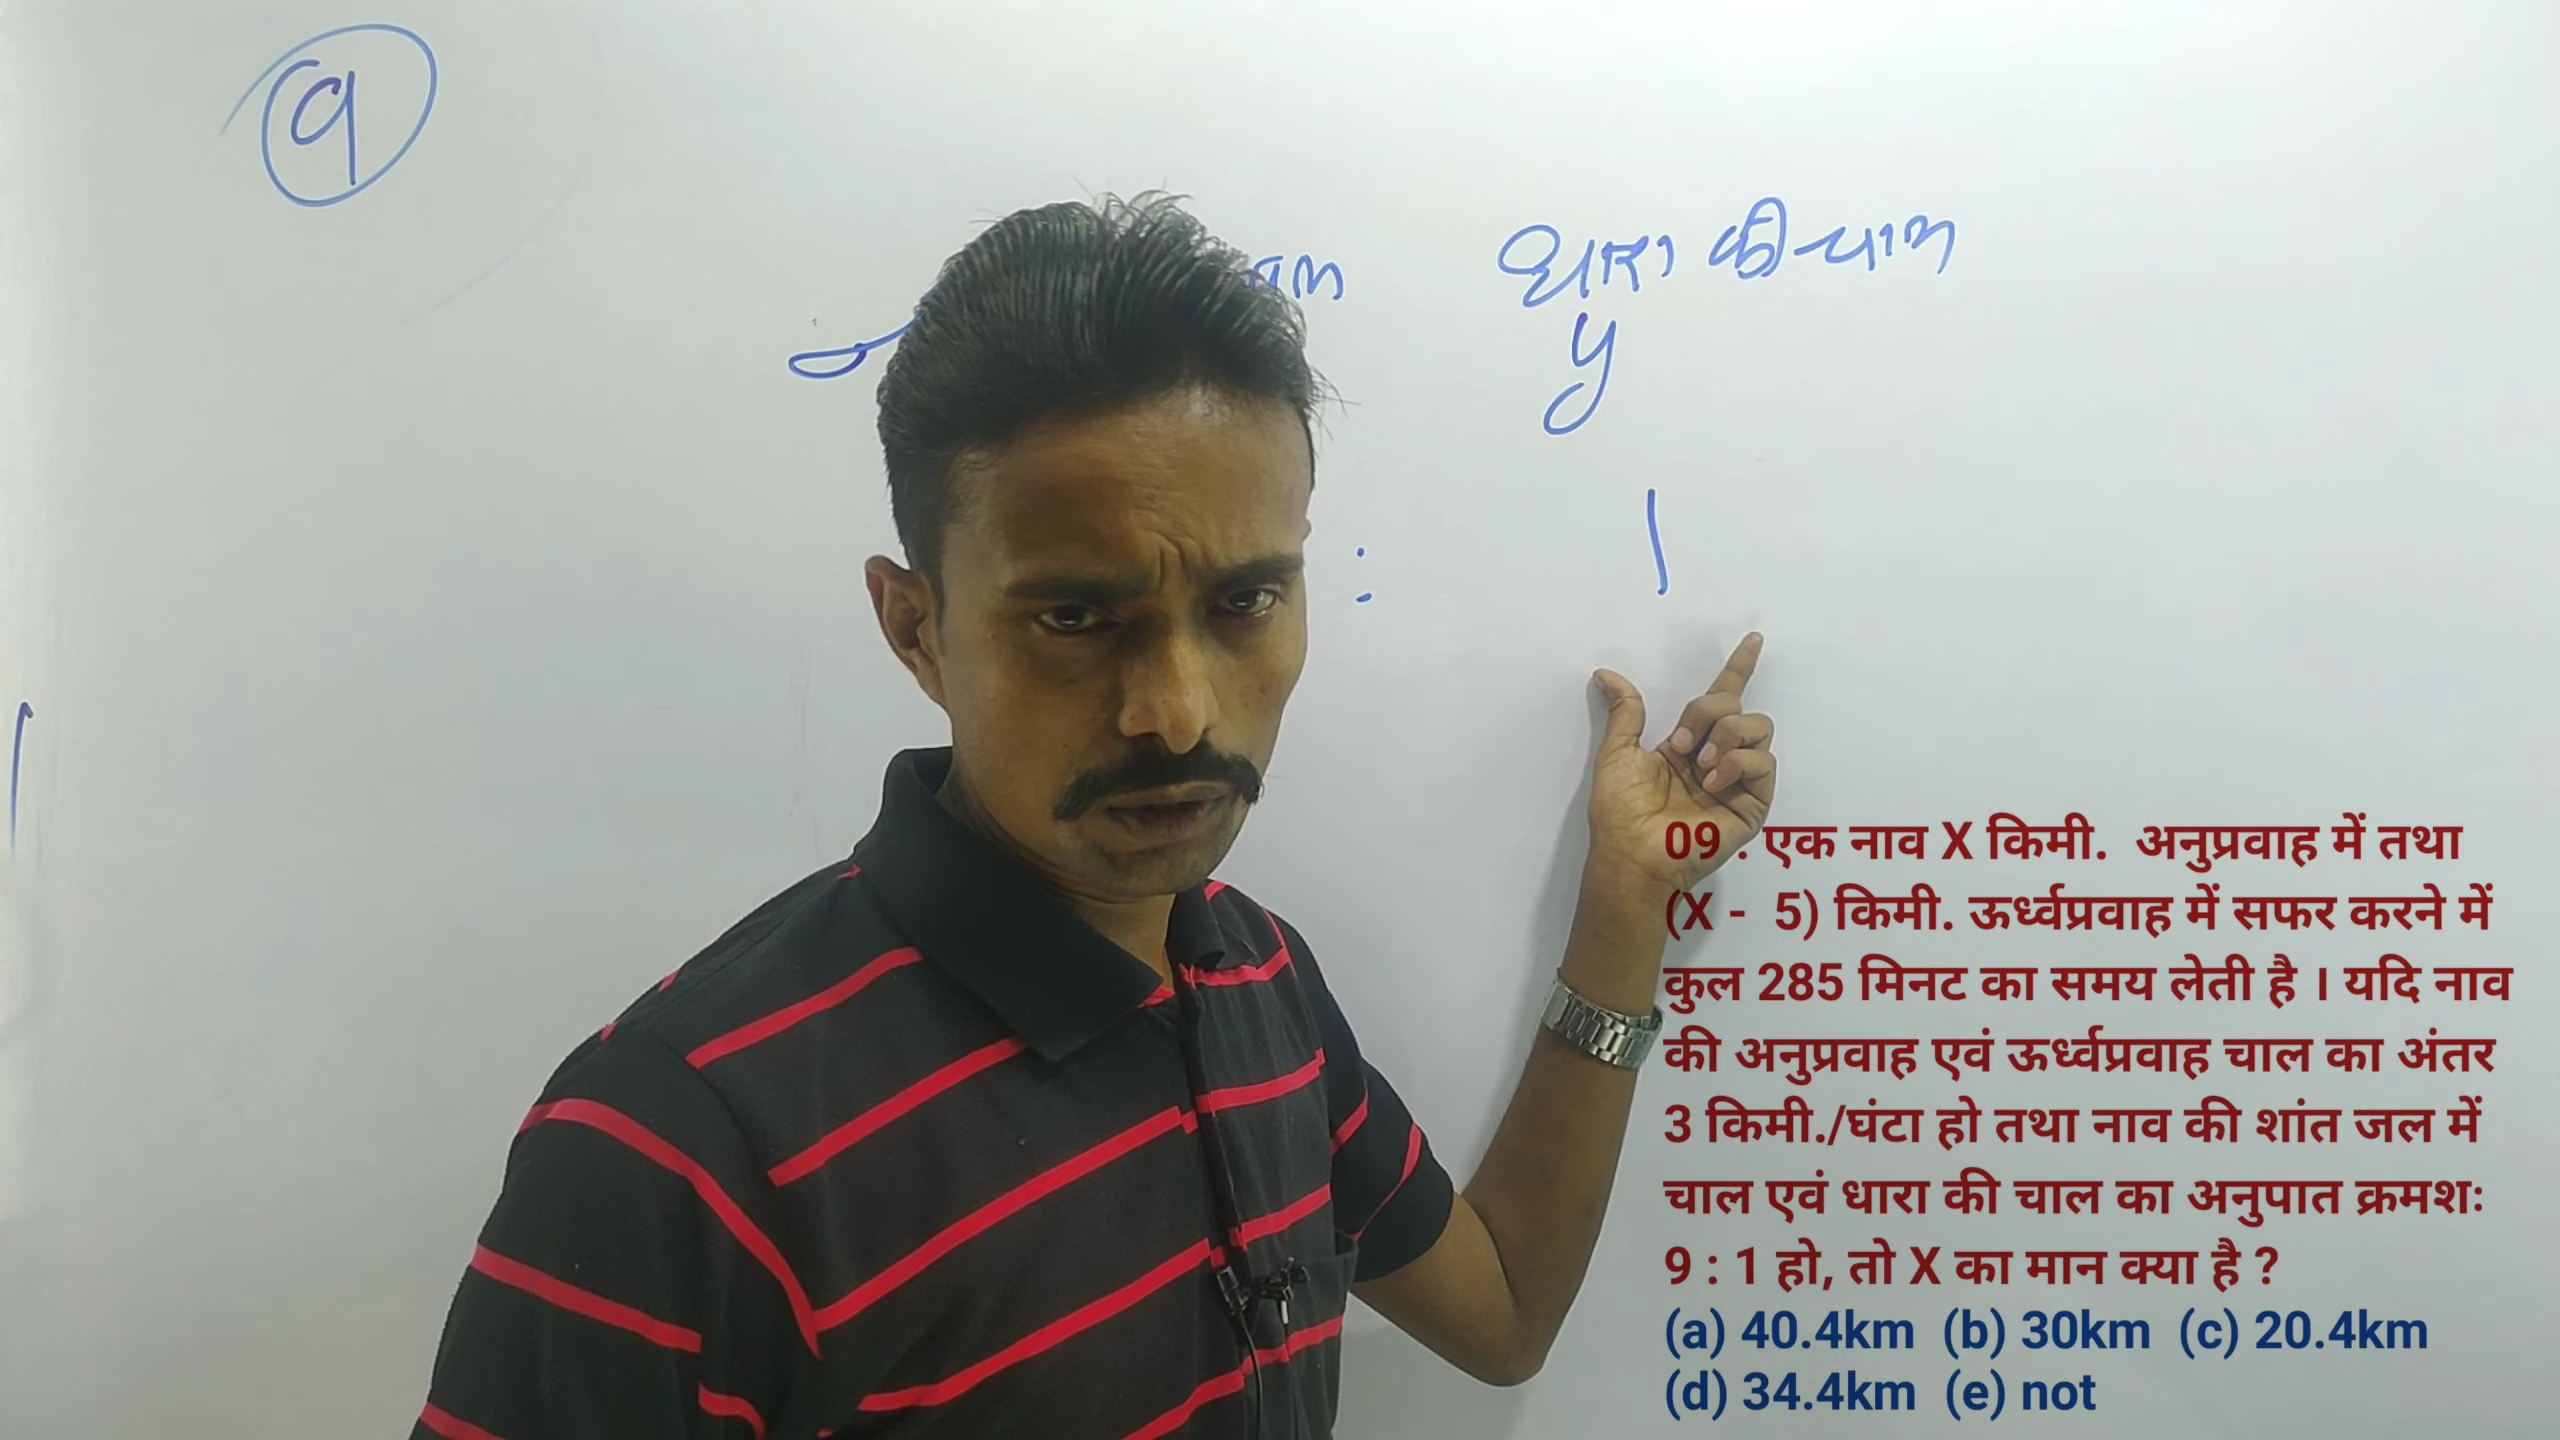 9
धारा की चाल
y
: 1
09 . एक नाव X किमी. अनुप्रवाह में तथा
(X - 5) किमी. ऊर्ध्वप्रवाह में सफर करने में
कुल 285 मिनट का समय लेती है । यदि नाव
की अनुप्रवाह एवं ऊर्ध्वप्रवाह चाल का अंतर
3 किमी./घंटा हो तथा नाव की शांत जल में
चाल एवं धारा की चाल का अनुपात क्रमशः
9 : 1 हो, तो X का मान क्या है ?
(a) 40.4km (b) 30km (c) 20.4km
(d) 34.4km (e) not